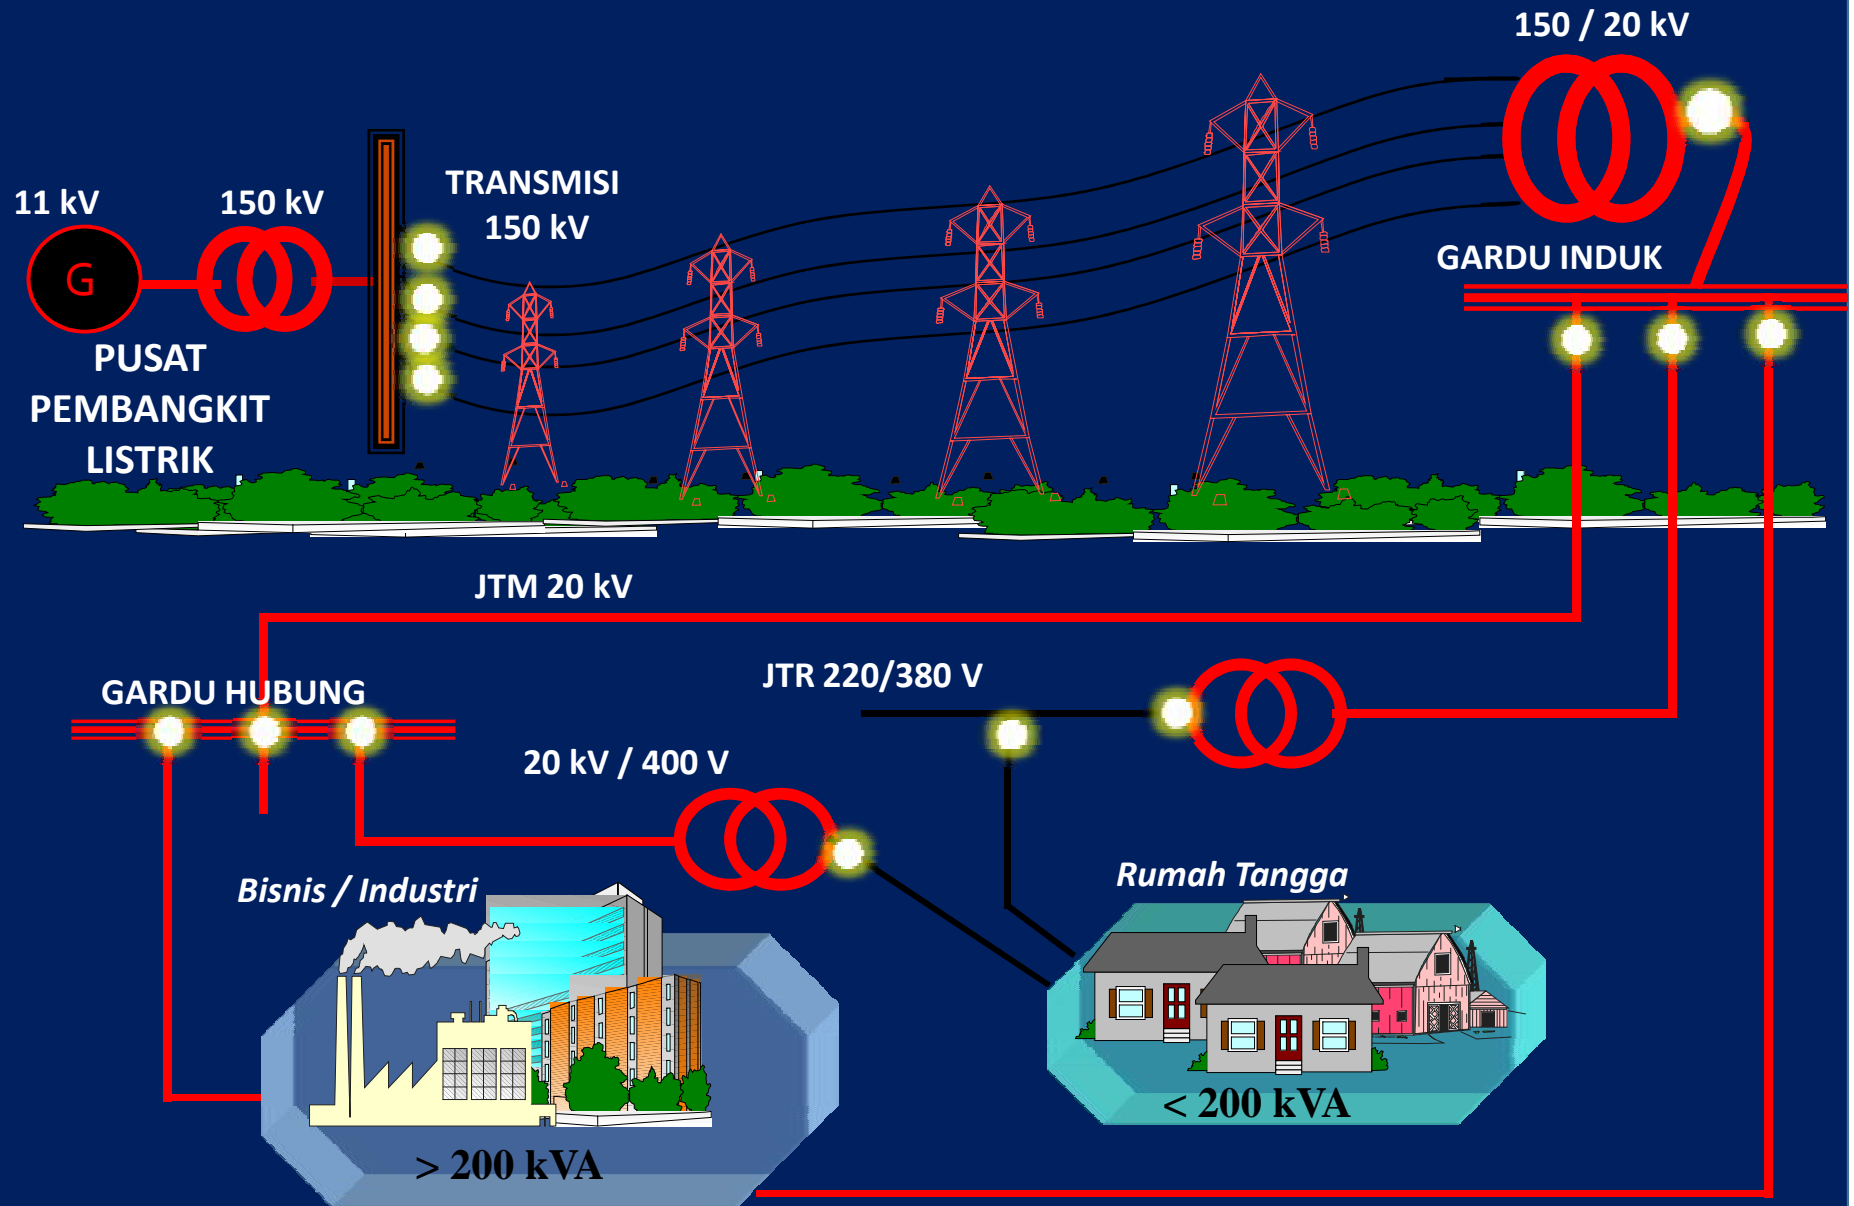 150 / 20 kV
TRANSMISI
150 kV
11 kV
150 kV
G
GARDU INDUK
PUSAT
PEMBANGKIT
LISTRIK
JTM 20 kV
GARDU HUBUNG
JTR 220/380 V
20 kV / 400 V
Bisnis / Industri
Rumah Tangga
< 200 kVA
> 200 kVA